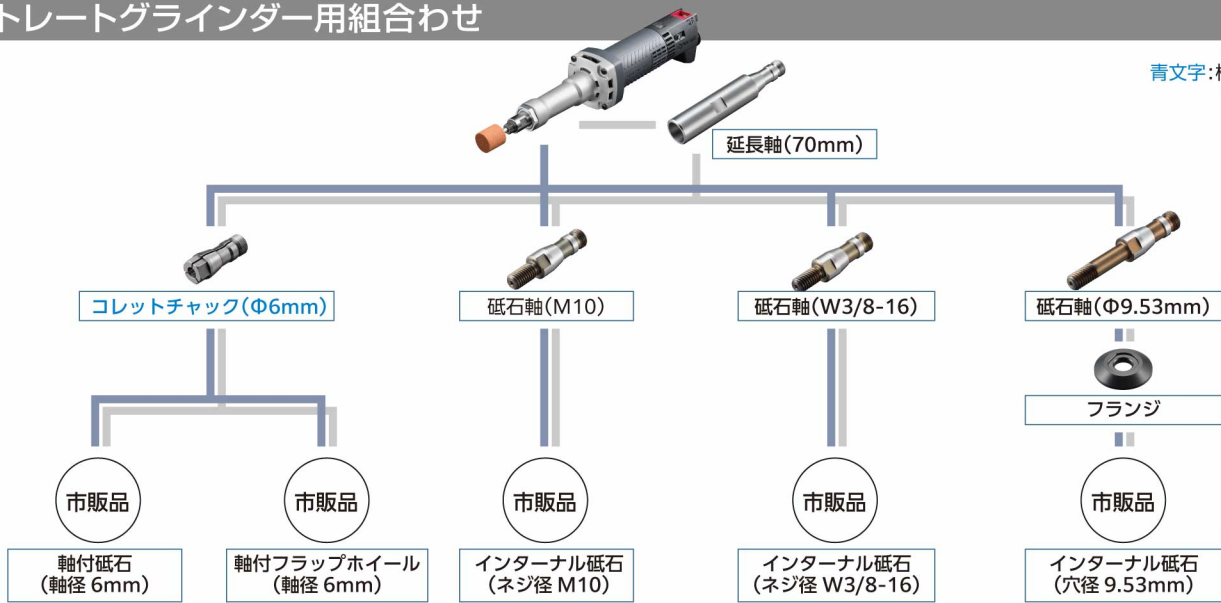 トレートグラインダー用組合わせ
青文字:
延長軸(70mm)
コレットチャック(Φ6mm)
砥石軸(M10)
砥石軸(W3/8-16)
砥石軸(Φ9.53mm)
フランジ
市販品
市販品
市販品
市販品
市販品
軸付砥石
(軸径 6mm)
軸付フラップホイール
(軸径 6mm)
インターナル砥石
(ネジ径 M10)
インターナル砥石
(ネジ径 W3/8-16)
インターナル砥石
(穴径 9.53mm)